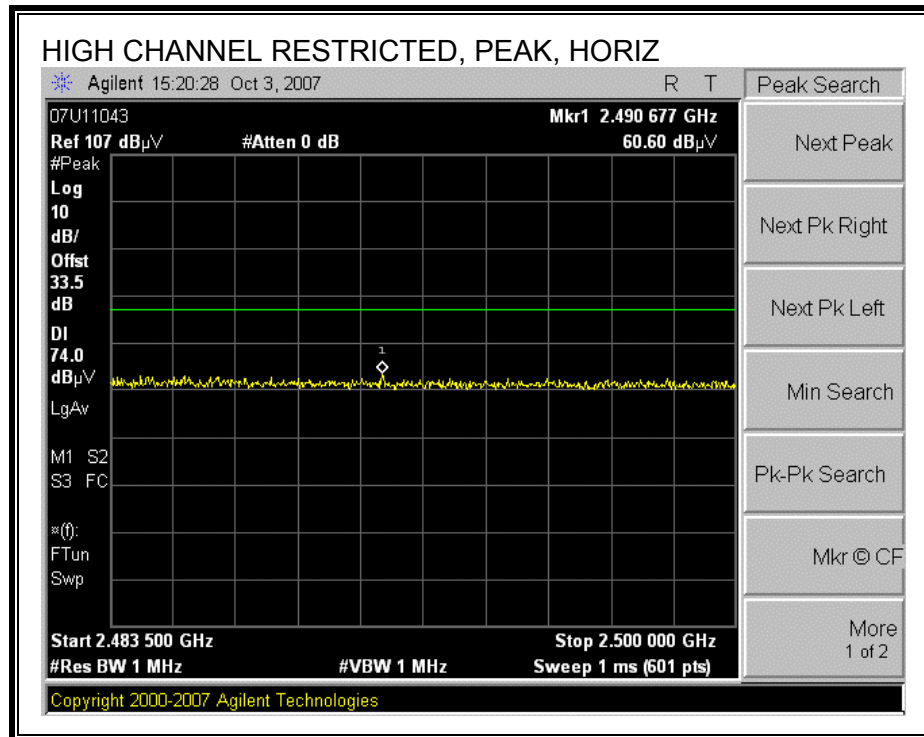 HIGH CHANNEL RESTRICTED, PEAK, HORIZ
Agilent 15:20:28 Oct 3, 2007 R T
Peak Search
07U11043 Mkr1 2.490 677 GHz
Ref 107 dBµV #Atten 0 dB 60.60 dBµV
#Peak
Log
10
dB/
Offst
33.5
dB
DI
74.0
dBµV
LgAv
M1 S2
S3 FC
¤(f):
FTun
Swp
1
Start 2.483 500 GHz Stop 2.500 000 GHz
#Res BW 1 MHz #VBW 1 MHz Sweep 1 ms (601 pts)
Copyright 2000-2007 Agilent Technologies
Next Peak
Next Pk Right
Next Pk Left
Min Search
Pk-Pk Search
Mkr © CF
More
1 of 2